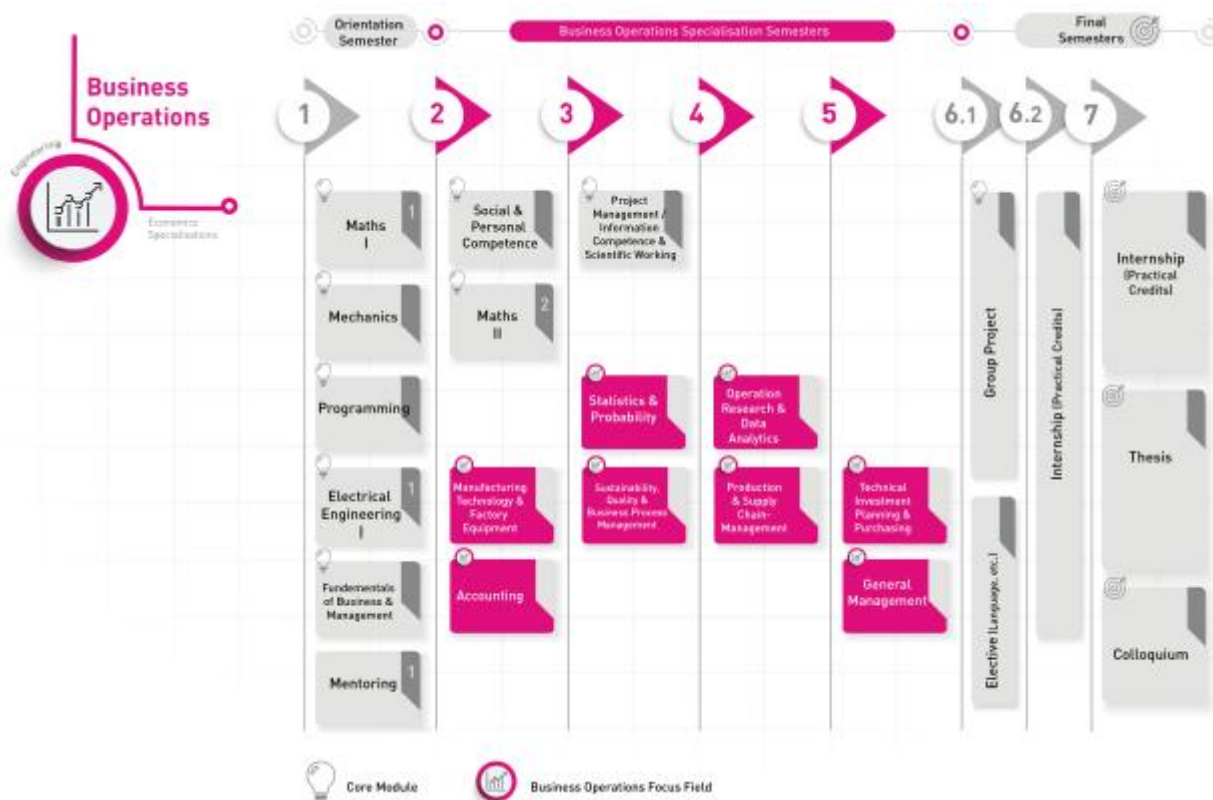 Orientation
Semester
Business Operations Specialisation Semesters
Final
Semesters
Business
Operations
Engineering
Economics
Specialisations
1
2
3
4
5
6.1
6.2
7
Maths
I
1
Mechanics
Programming
Electrical
Engineering
I
1
Fundementals
of Business &
Management
Mentoring
1
Social &
Personal
Competence
Maths
II
2
Manufacturing
Technology &
Factory
Equipment
Accounting
Project
Management /
Information
Competence &
Scientific Working
Statistics &
Probability
Sustainability,
Quality &
Business Process
Management
Operation
Research &
Data
Analytics
Production
& Supply
Chain-
Management
Technical
Investment
Planning &
Purchasing
General
Management
Group Project
Elective (Language, etc.)
Internship (Practical Credits)
Internship
(Practical
Credits)
Thesis
Colloquium
Core Module
Business Operations Focus Field